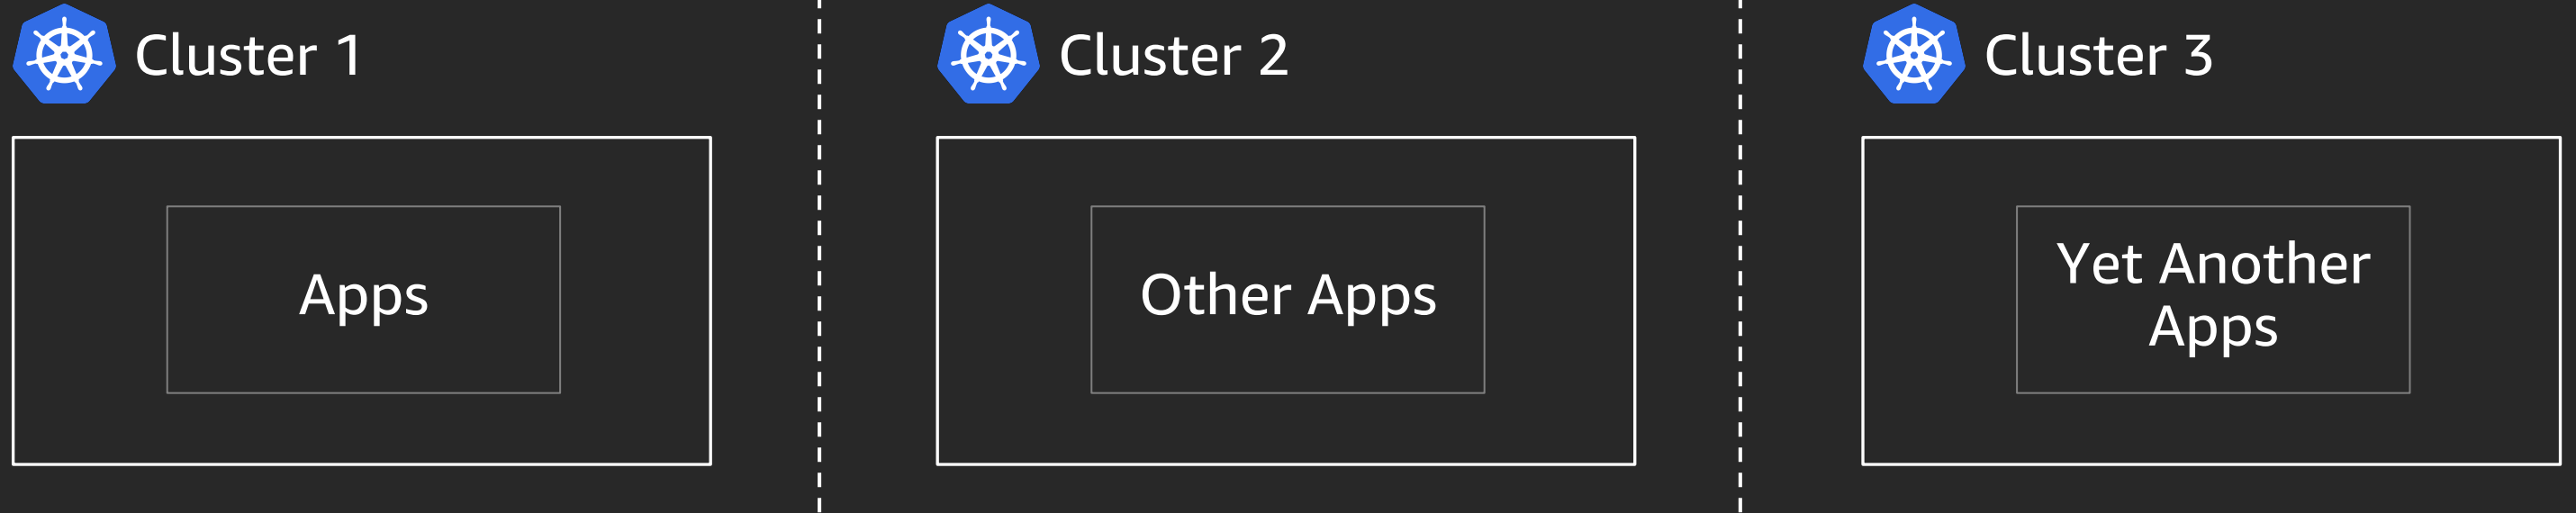 Cluster 1
Cluster 2
Cluster 3
Apps
Other Apps
Yet Another
Apps